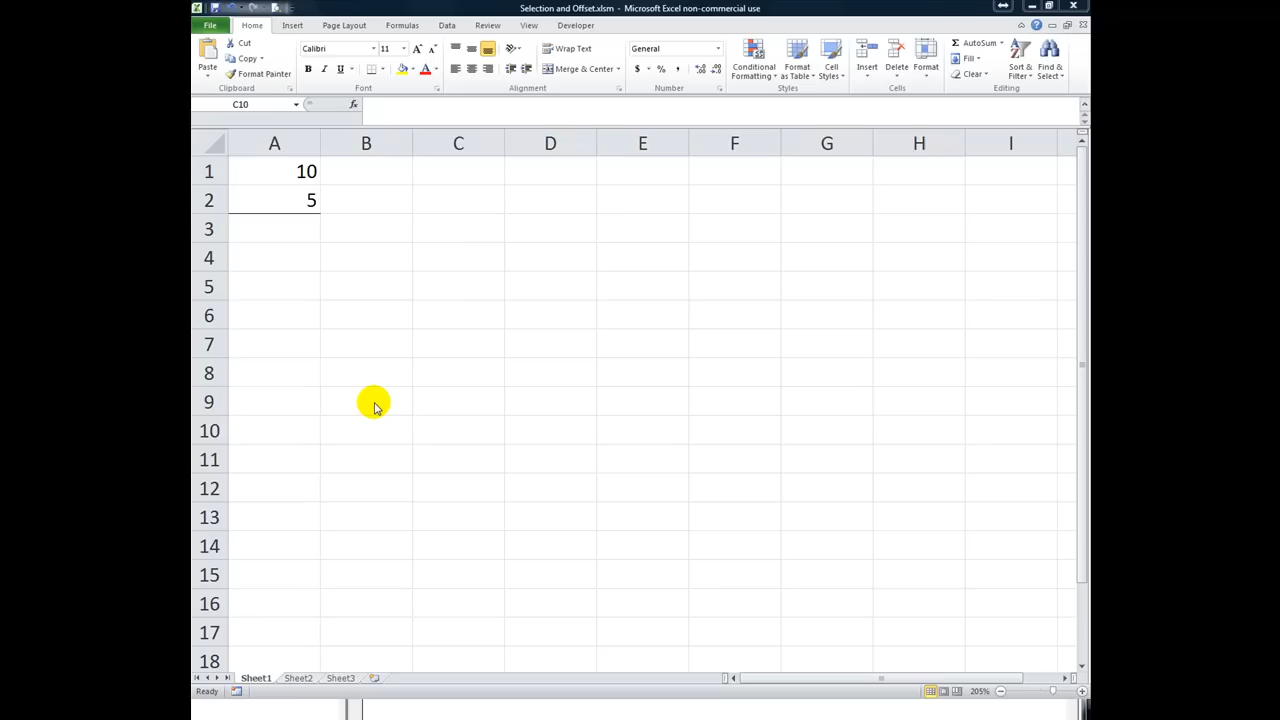 Selection and Offset.xlsm - Microsoft Excel non-commercial use
File Home Insert Page Layout Formulas Data Review View Developer
Paste
Cut
Copy
Format Painter
Clipboard
Calibri 11
B I U
A A
Font
Wrap Text
Merge & Center
Alignment
General
$ % ,
Number
Conditional Formatting
Format as Table
Cell Styles
Styles
Insert
Delete
Format
Cells
Σ AutoSum
Fill
Clear
Sort & Filter
Find & Select
Editing
C10 fx
A B C D E F G H I
1 10
2 5
3
4
5
6
7
8
9
10
11
12
13
14
15
16
17
18
Sheet1 Sheet2 Sheet3
Ready 205%